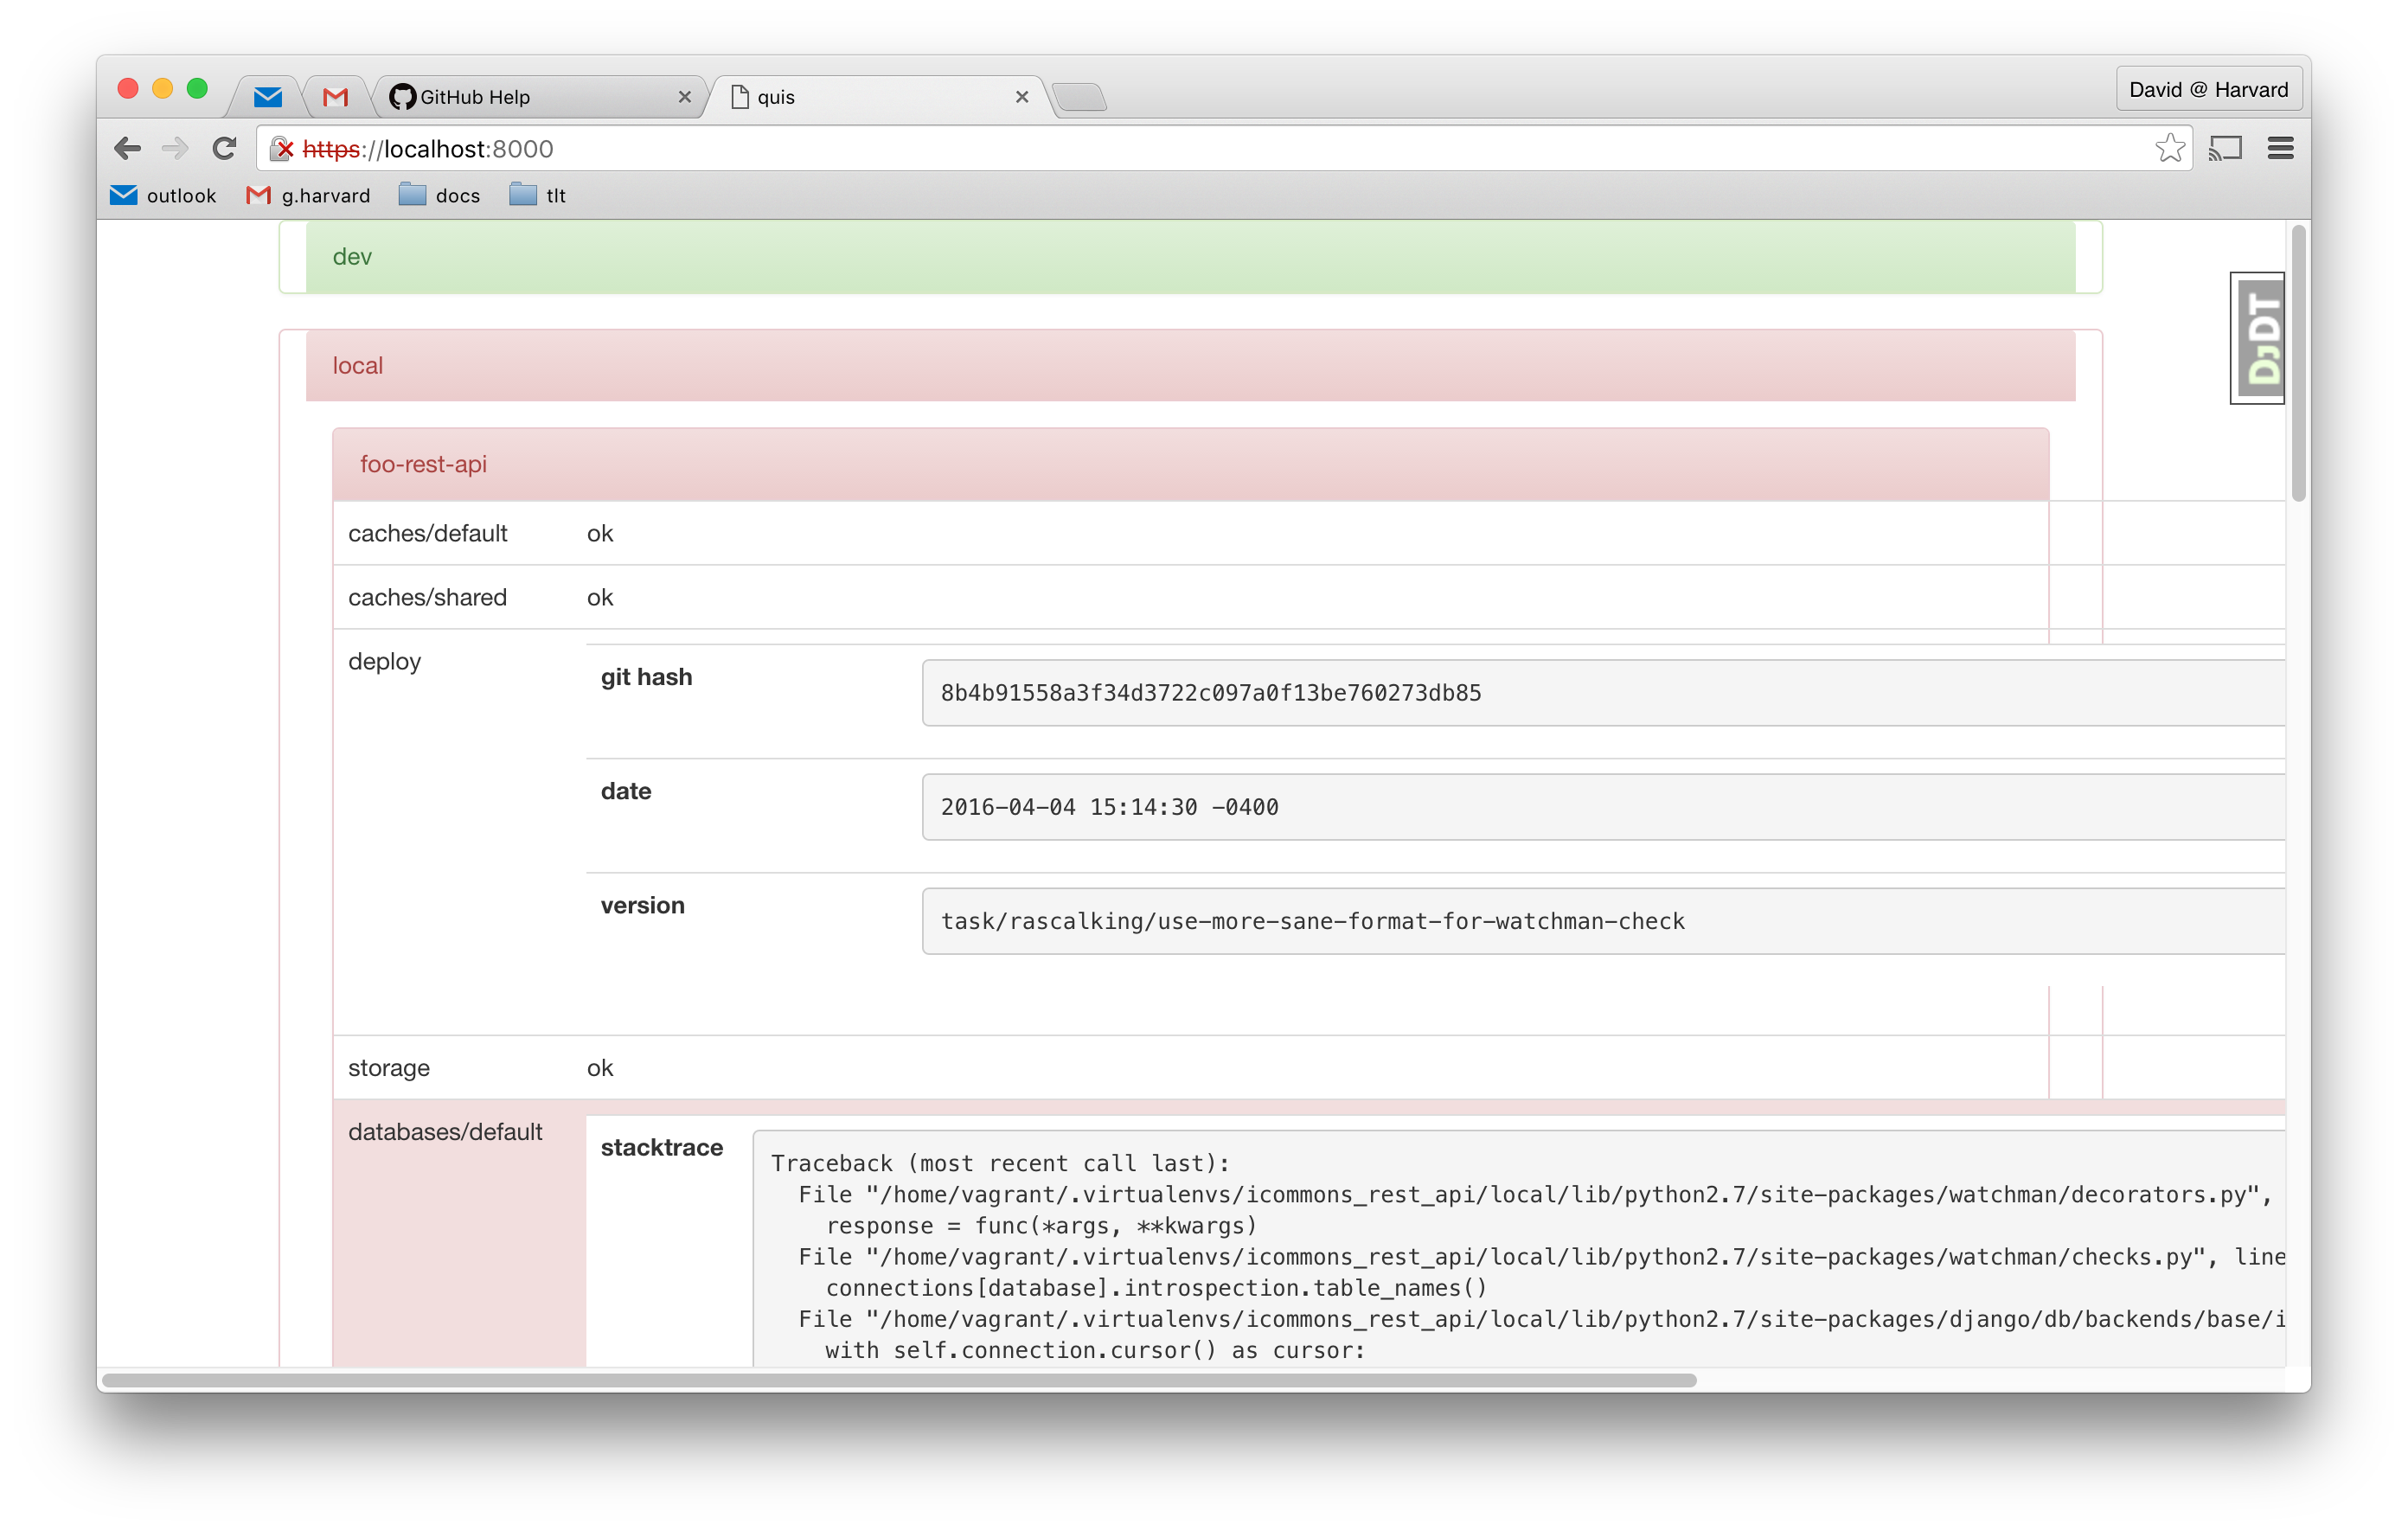 GitHub Help
quis
David @ Harvard
https://localhost:8000
outlook
g.harvard
docs
tlt
dev
DjDT
local
foo-rest-api
caches/default ok
caches/shared ok
deploy
git hash 8b4b91558a3f34d3722c097a0f13be760273db85
date 2016-04-04 15:14:30 -0400
version task/rascalking/use-more-sane-format-for-watchman-check
storage ok
databases/default
stacktrace
Traceback (most recent call last):
File "/home/vagrant/.virtualenvs/icommons_rest_api/local/lib/python2.7/site-packages/watchman/decorators.py",
response = func(*args, **kwargs)
File "/home/vagrant/.virtualenvs/icommons_rest_api/local/lib/python2.7/site-packages/watchman/checks.py", line
connections[database].introspection.table_names()
File "/home/vagrant/.virtualenvs/icommons_rest_api/local/lib/python2.7/site-packages/django/db/backends/base/i
with self.connection.cursor() as cursor: